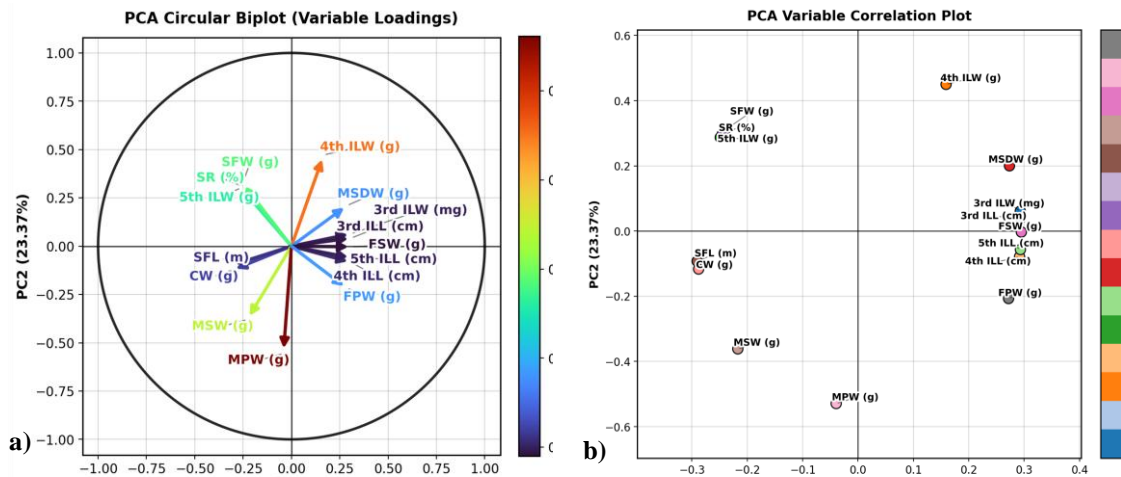 PCA Circular Biplot (Variable Loadings)
1.00
0.75
0.50
0.25
0.00
−0.25
−0.50
−0.75
−1.00
PC2 (23.37%)
4th ILW (g)
SFW (g)
SR (%)
5th ILW (g)
MSDW (g)
3rd ILW (mg)
3rd ILL (cm)
FSW (g)
5th ILL (cm)
4th ILL (cm)
FPW (g)
SFL (m)
CW (g)
MSW (g)
MPW (g)
−1.00 −0.75 −0.50 −0.25 0.00 0.25 0.50 0.75 1.00
0
0
0
0
a)
PCA Variable Correlation Plot
0.6
0.4
0.2
0.0
−0.2
−0.4
−0.6
PC2 (23.37%)
4th ILW (g)
SFW (g)
SR (%)
5th ILW (g)
MSDW (g)
3rd ILW (mg)
3rd ILL (cm)
FSW (g)
5th ILL (cm)
4th ILL (cm)
SFL (m)
CW (g)
FPW (g)
MSW (g)
MPW (g)
−0.3 −0.2 −0.1 0.0 0.1 0.2 0.3 0.4
b)